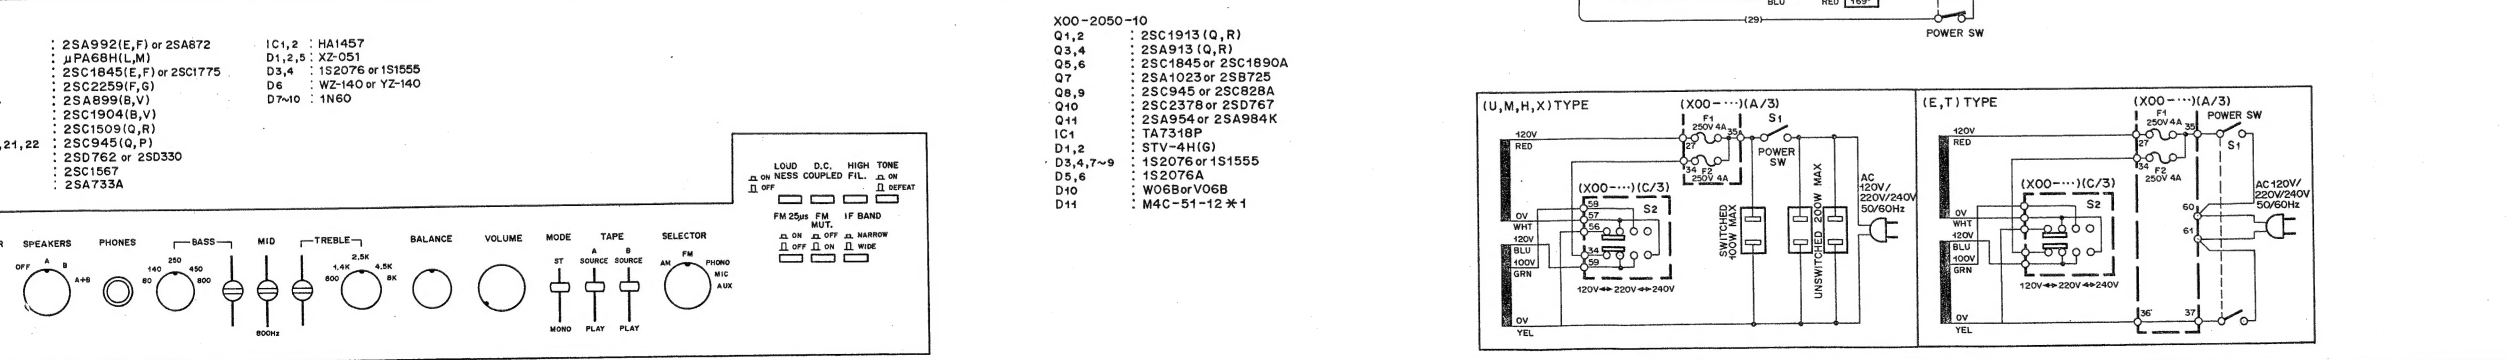 : 2SA992(E,F) or 2SA872
: μPA68H(L,M)
: 2SC1845(E,F) or 2SC1775
: 2SC2259(F,G)
: 2SA899(B,V)
: 2SC1904(B,V)
: 2SC1509(Q,R)
,21,22 : 2SC945(Q,P)
: 2SD762 or 2SD330
: 2SC1567
: 2SA733A
IC1,2 : HA1457
D1,2,5 : XZ-051
D3,4 : 1S2076 or 1S1555
D6 : WZ-140 or YZ-140
D7~10 : 1N60
LOUD NESS
D.C. COUPLED
HIGH FIL.
TONE
ON
OFF
ON
DEFEAT
FM 25μs
FM MUT.
IF BAND
ON
OFF
OFF
ON
NARROW
WIDE
R SPEAKERS
PHONES
BASS
MID
TREBLE
BALANCE
VOLUME
MODE
TAPE
SELECTOR
OFF
A
B
A+B
80
140
250
450
800
800Hz
800
1.4K
2.5K
4.5K
8K
ST
MONO
A
SOURCE
PLAY
B
SOURCE
PLAY
AM
FM
PHONO
MIC
AUX
X00-2050-10
Q1,2 : 2SC1913(Q,R)
Q3,4 : 2SA913(Q,R)
Q5,6 : 2SC1845 or 2SC1890A
Q7 : 2SA1023 or 2SB725
Q8,9 : 2SC945 or 2SC828A
Q10 : 2SC2378 or 2SD767
Q11 : 2SA954 or 2SA984K
IC1 : TA7318P
D1,2 : STV-4H(G)
D3,4,7~9 : 1S2076 or 1S1555
D5,6 : 1S2076A
D10 : W06B or V06B
D11 : M4C-51-12 *1
BLU
RED
169
(29)
POWER SW
(U,M,H,X) TYPE
(X00-···)(A/3)
F1
250V 4A
35
27
34
F2
250V 4A
S1
POWER
SW
120V
RED
0V
WHT
120V
BLU
100V
GRN
0V
YEL
(X00-···)(C/3)
58
57
56
34
59
S2
120V↔220V↔240V
SWITCHED
100W MAX
UNSWITCHED 200W MAX
AC
120V/
220V/240V
50/60Hz
(E,T) TYPE
(X00-···)(A/3)
F1
250V 4A
35
27
34
F2
250V 4A
POWER SW
S1
120V
RED
0V
WHT
120V
BLU
100V
GRN
0V
YEL
(X00-···)(C/3)
S2
120V↔220V↔240V
60
61
AC 120V/
220V/240V
50/60Hz
36
37